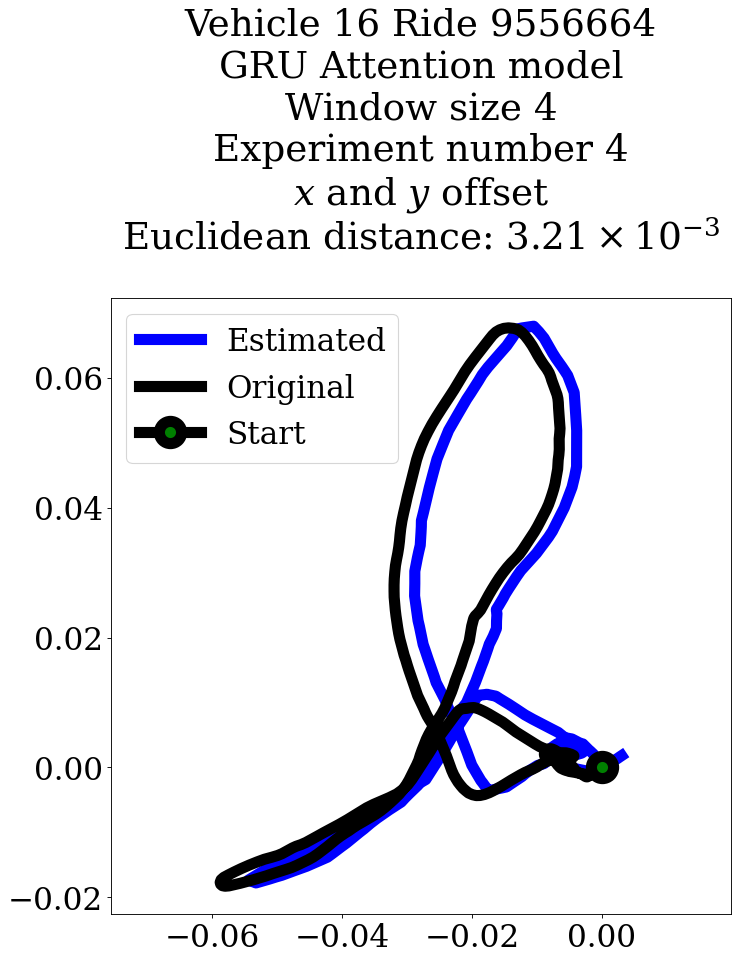 Vehicle 16 Ride 9556664
GRU Attention model
Window size 4
Experiment number 4
x and y offset
Euclidean distance: 3.21 × 10⁻³
Estimated
Original
Start
0.06
0.04
0.02
0.00
−0.02
−0.06 −0.04 −0.02 0.00